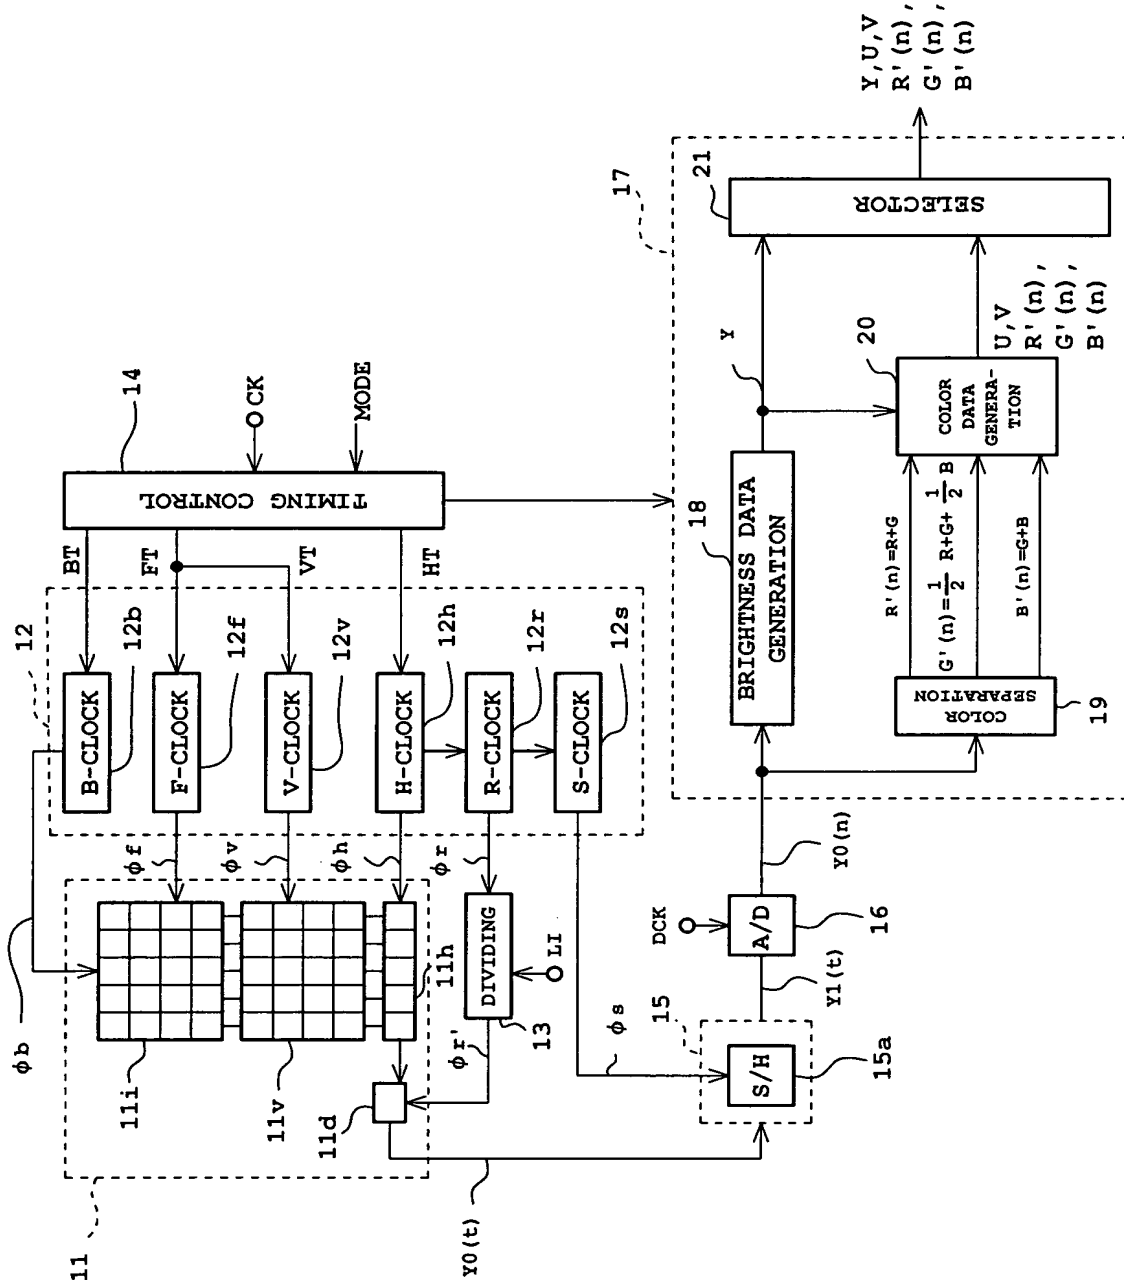 11
φb
11i
11v
11d
11h
Y0(t)
12
B-CLOCK
12b
F-CLOCK
12f
V-CLOCK
12v
H-CLOCK
12h
R-CLOCK
12r
S-CLOCK
12s
φf
φv
φh
φr
φr'
DIVIDING
13
LI
φs
BT
FT
VT
HT
TIMING CONTROL
14
CK
MODE
15
S/H
15a
Y1(t)
DCK
A/D
16
Y0(n)
17
BRIGHTNESS DATA
GENERATION
18
Y
COLOR
SEPARATION
19
R'(n)=R+G
G'(n)=1/2 R+G+1/2 B
B'(n)=G+B
COLOR
DATA
GENERA-
TION
20
U,V
R'(n),
G'(n),
B'(n)
SELECTOR
21
Y,U,V
R'(n),
G'(n),
B'(n)